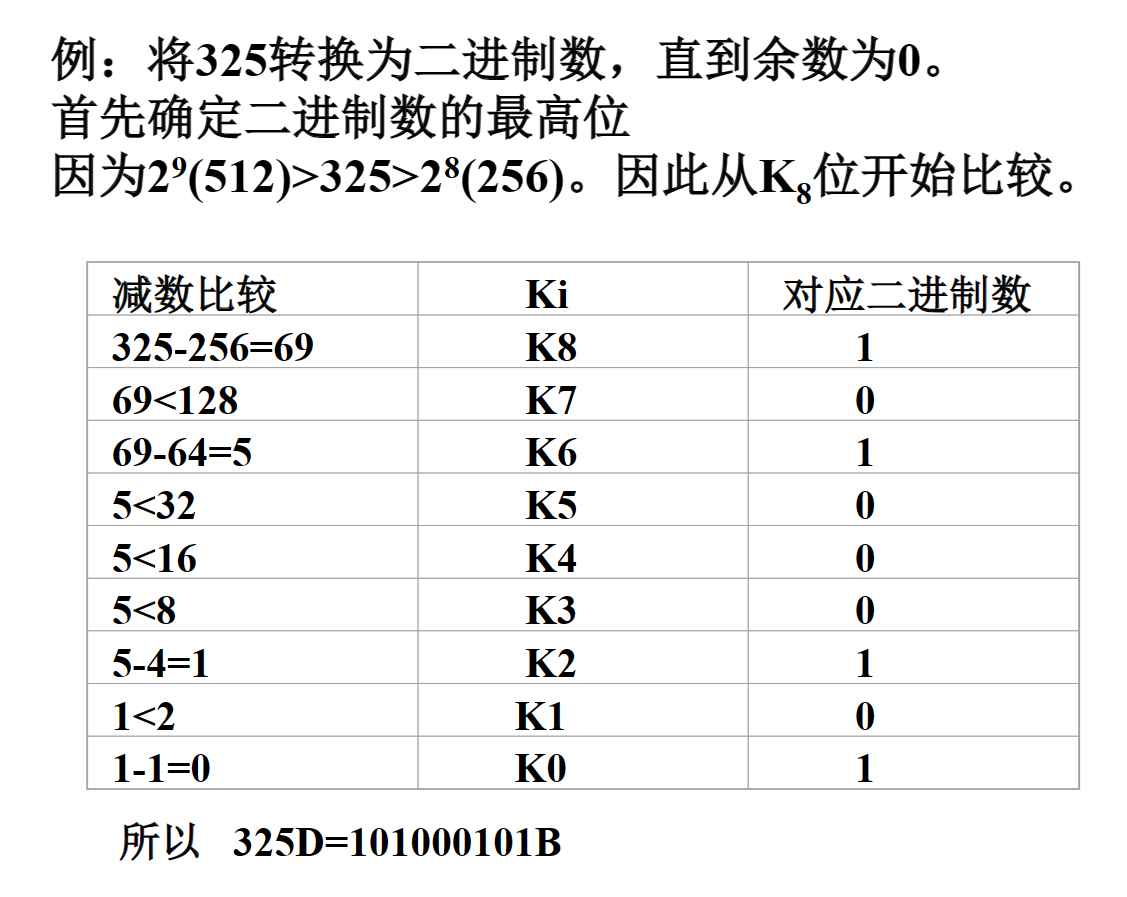 例：将325转换为二进制数，直到余数为0。
首先确定二进制数的最高位
因为2⁹(512)>325>2⁸(256)。因此从K₈位开始比较。
减数比较 Ki 对应二进制数
325-256=69 K8 1
69<128 K7 0
69-64=5 K6 1
5<32 K5 0
5<16 K4 0
5<8 K3 0
5-4=1 K2 1
1<2 K1 0
1-1=0 K0 1
所以 325D=101000101B